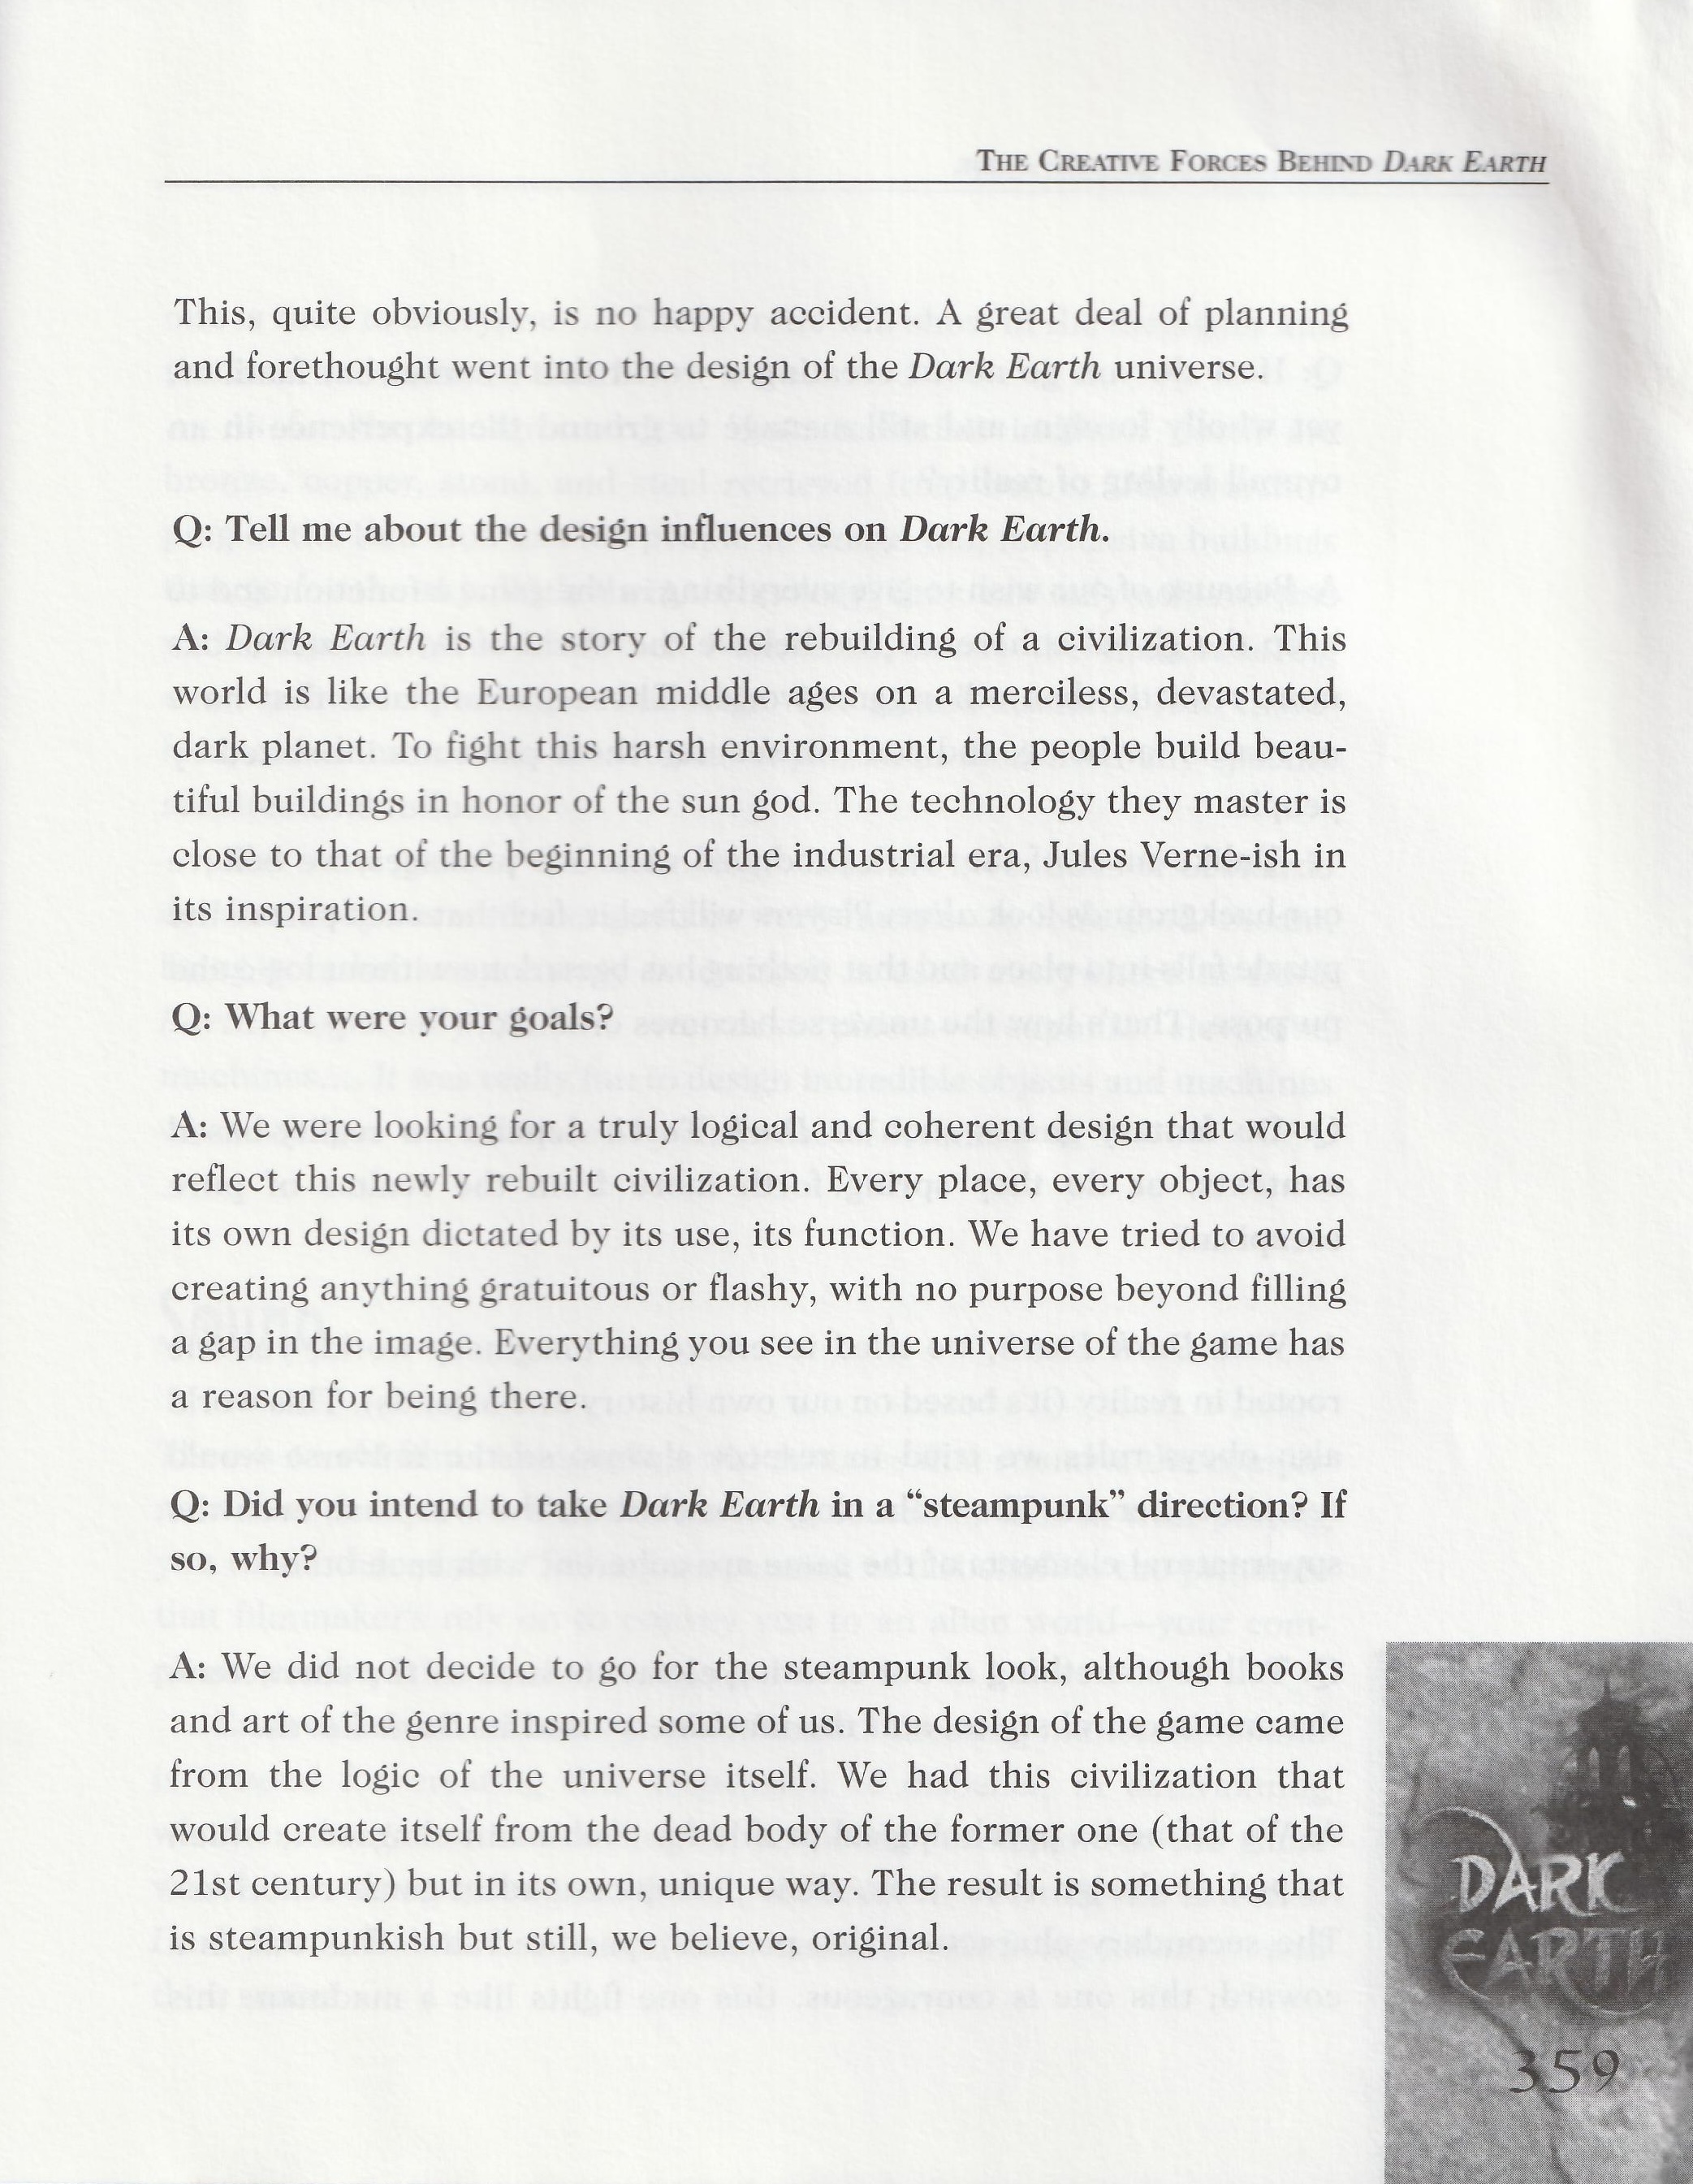 THE CREATIVE FORCES BEHIND DARK EARTH
This, quite obviously, is no happy accident. A great deal of planning
and forethought went into the design of the Dark Earth universe.
Q: Tell me about the design influences on Dark Earth.
A: Dark Earth is the story of the rebuilding of a civilization. This
world is like the European middle ages on a merciless, devastated,
dark planet. To fight this harsh environment, the people build beau-
tiful buildings in honor of the sun god. The technology they master is
close to that of the beginning of the industrial era, Jules Verne-ish in
its inspiration.
Q: What were your goals?
A: We were looking for a truly logical and coherent design that would
reflect this newly rebuilt civilization. Every place, every object, has
its own design dictated by its use, its function. We have tried to avoid
creating anything gratuitous or flashy, with no purpose beyond filling
a gap in the image. Everything you see in the universe of the game has
a reason for being there.
Q: Did you intend to take Dark Earth in a “steampunk” direction? If
so, why?
A: We did not decide to go for the steampunk look, although books
and art of the genre inspired some of us. The design of the game came
from the logic of the universe itself. We had this civilization that
would create itself from the dead body of the former one (that of the
21st century) but in its own, unique way. The result is something that
is steampunkish but still, we believe, original.
DARK
EARTH
359